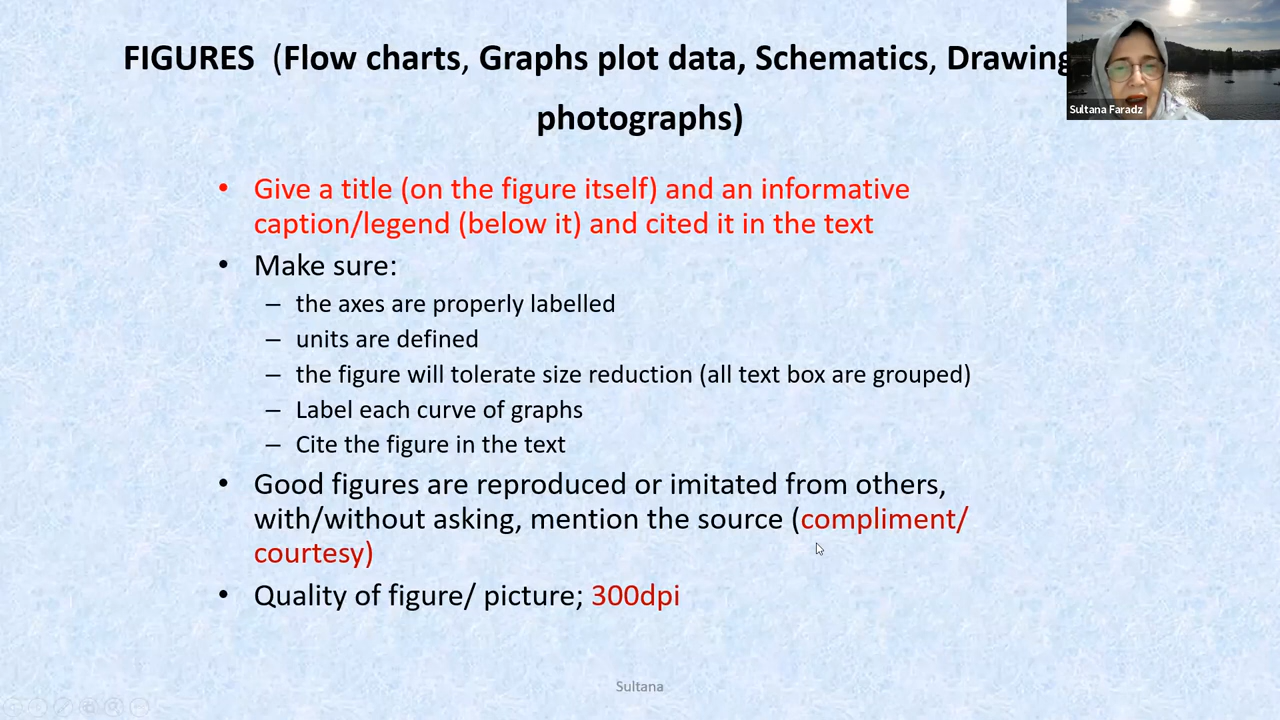 FIGURES (Flow charts, Graphs plot data, Schematics, Drawing
photographs)
Sultana Faradz
• Give a title (on the figure itself) and an informative
caption/legend (below it) and cited it in the text
• Make sure:
– the axes are properly labelled
– units are defined
– the figure will tolerate size reduction (all text box are grouped)
– Label each curve of graphs
– Cite the figure in the text
• Good figures are reproduced or imitated from others,
with/without asking, mention the source (compliment/
courtesy)
• Quality of figure/ picture; 300dpi
Sultana